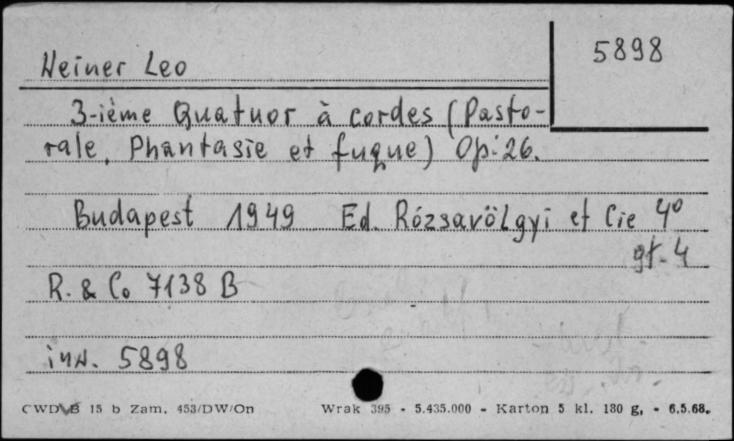 5898
Weiner Leo
3-ième Quatuor à cordes (Pasto-
rale, Phantasie et fugue) Op: 26.
Budapest 1949 Ed. Rózsavölgyi et Cie 4°
gt. 4
R. & Co 7138 B
inw. 5898
CWD B 15 b Zam. 453/DW/On Wrak 395 - 5.435.000 - Karton 5 kl. 180 g, - 6.5.68.